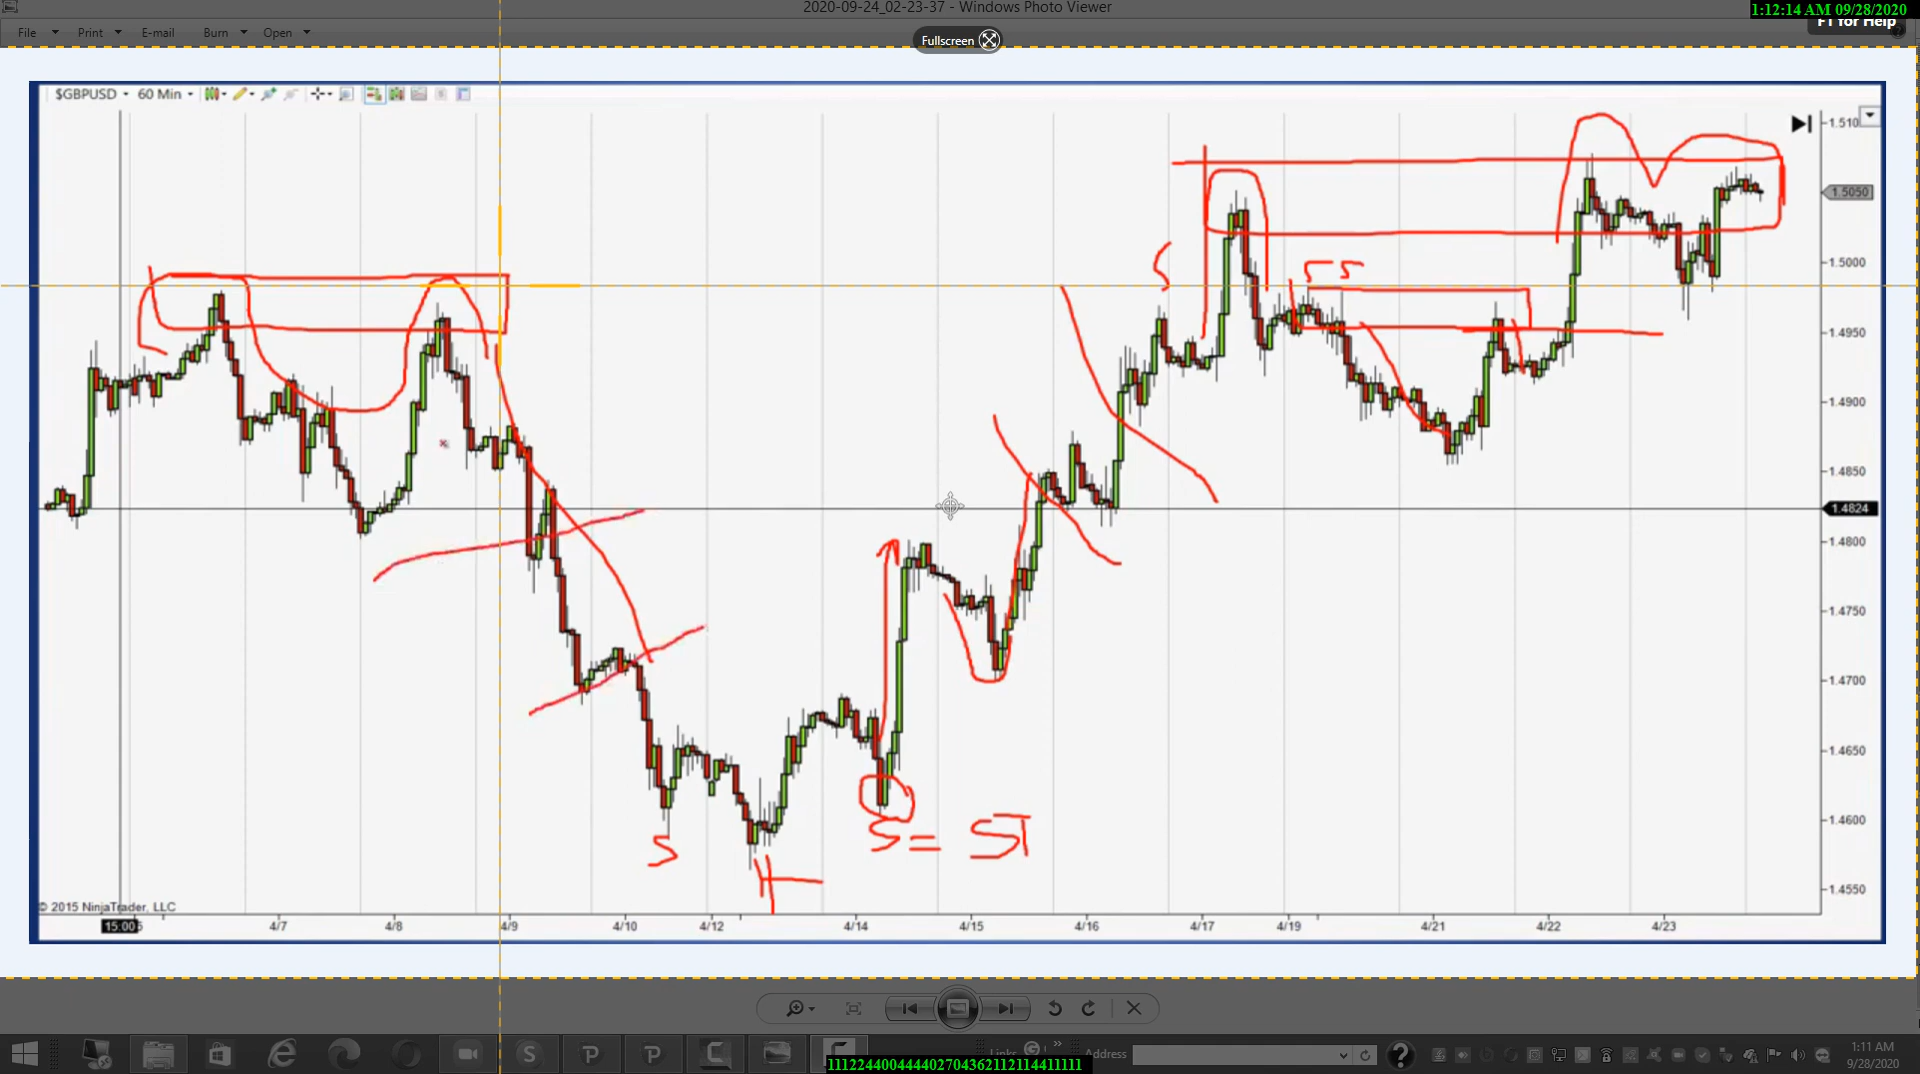 2020-09-24_02-23-37 - Windows Photo Viewer
1:12:14 AM 09/28/2020
File Print E-mail Burn Open
F1 for Help
Fullscreen
$GBPUSD 60 Min
1.510
1.5050
S
SS
1.5000
1.4950
1.4900
1.4850
1.4824
1.4800
1.4750
1.4700
1.4650
1.4600
S
S = ST
H
1.4550
© 2015 NinjaTrader, LLC
15:00 4/7 4/8 4/9 4/10 4/12 4/14 4/15 4/16 4/17 4/19 4/21 4/22 4/23
Links Address
1:11 AM
9/28/2020